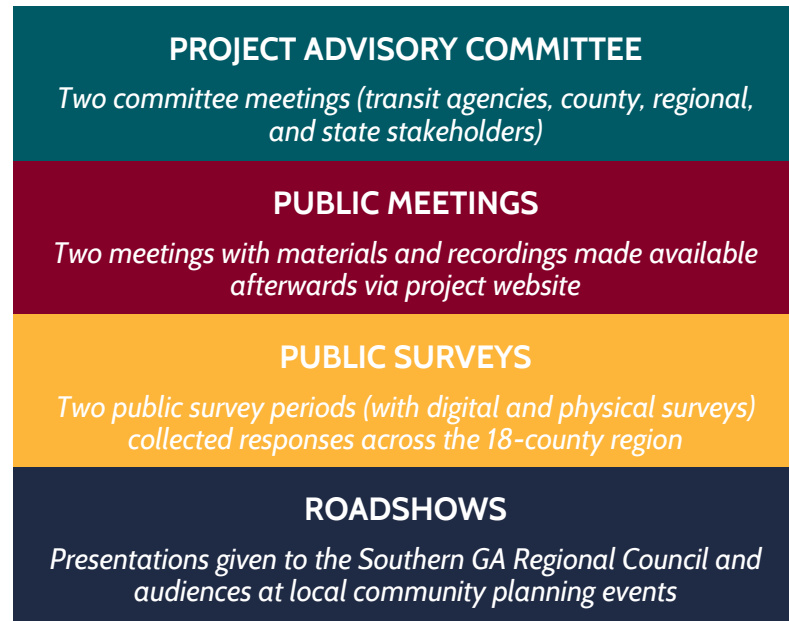 PROJECT ADVISORY COMMITTEE
Two committee meetings (transit agencies, county, regional,
and state stakeholders)
PUBLIC MEETINGS
Two meetings with materials and recordings made available
afterwards via project website
PUBLIC SURVEYS
Two public survey periods (with digital and physical surveys)
collected responses across the 18-county region
ROADSHOWS
Presentations given to the Southern GA Regional Council and
audiences at local community planning events